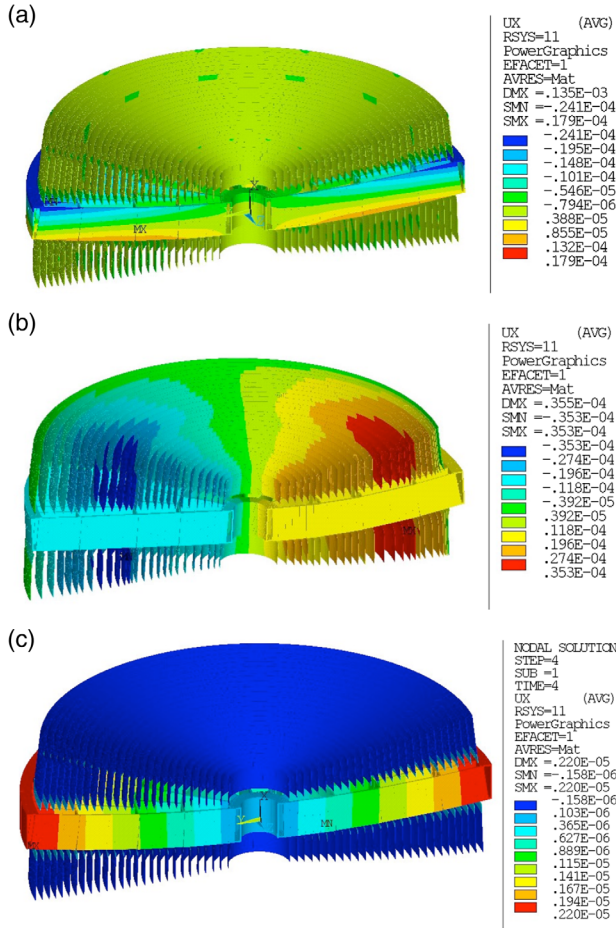 (a)
UX (AVG)
RSYS=11
PowerGraphics
EFACET=1
AVRES=Mat
DMX =.135E-03
SMN =-.241E-04
SMX =.179E-04
-.241E-04
-.195E-04
-.148E-04
-.101E-04
-.546E-05
-.794E-06
.388E-05
.855E-05
.132E-04
.179E-04
MX
(b)
UX (AVG)
RSYS=11
PowerGraphics
EFACET=1
AVRES=Mat
DMX =.355E-04
SMN =-.353E-04
SMX =.353E-04
-.353E-04
-.274E-04
-.196E-04
-.118E-04
-.392E-05
.392E-05
.118E-04
.196E-04
.274E-04
.353E-04
(c)
NODAL SOLUTION
STEP=4
SUB =1
TIME=4
UX (AVG)
RSYS=11
PowerGraphics
EFACET=1
AVRES=Mat
DMX =.220E-05
SMN =-.158E-06
SMX =.220E-05
-.158E-06
.103E-06
.365E-06
.627E-06
.889E-06
.115E-05
.141E-05
.167E-05
.194E-05
.220E-05
Y
MN